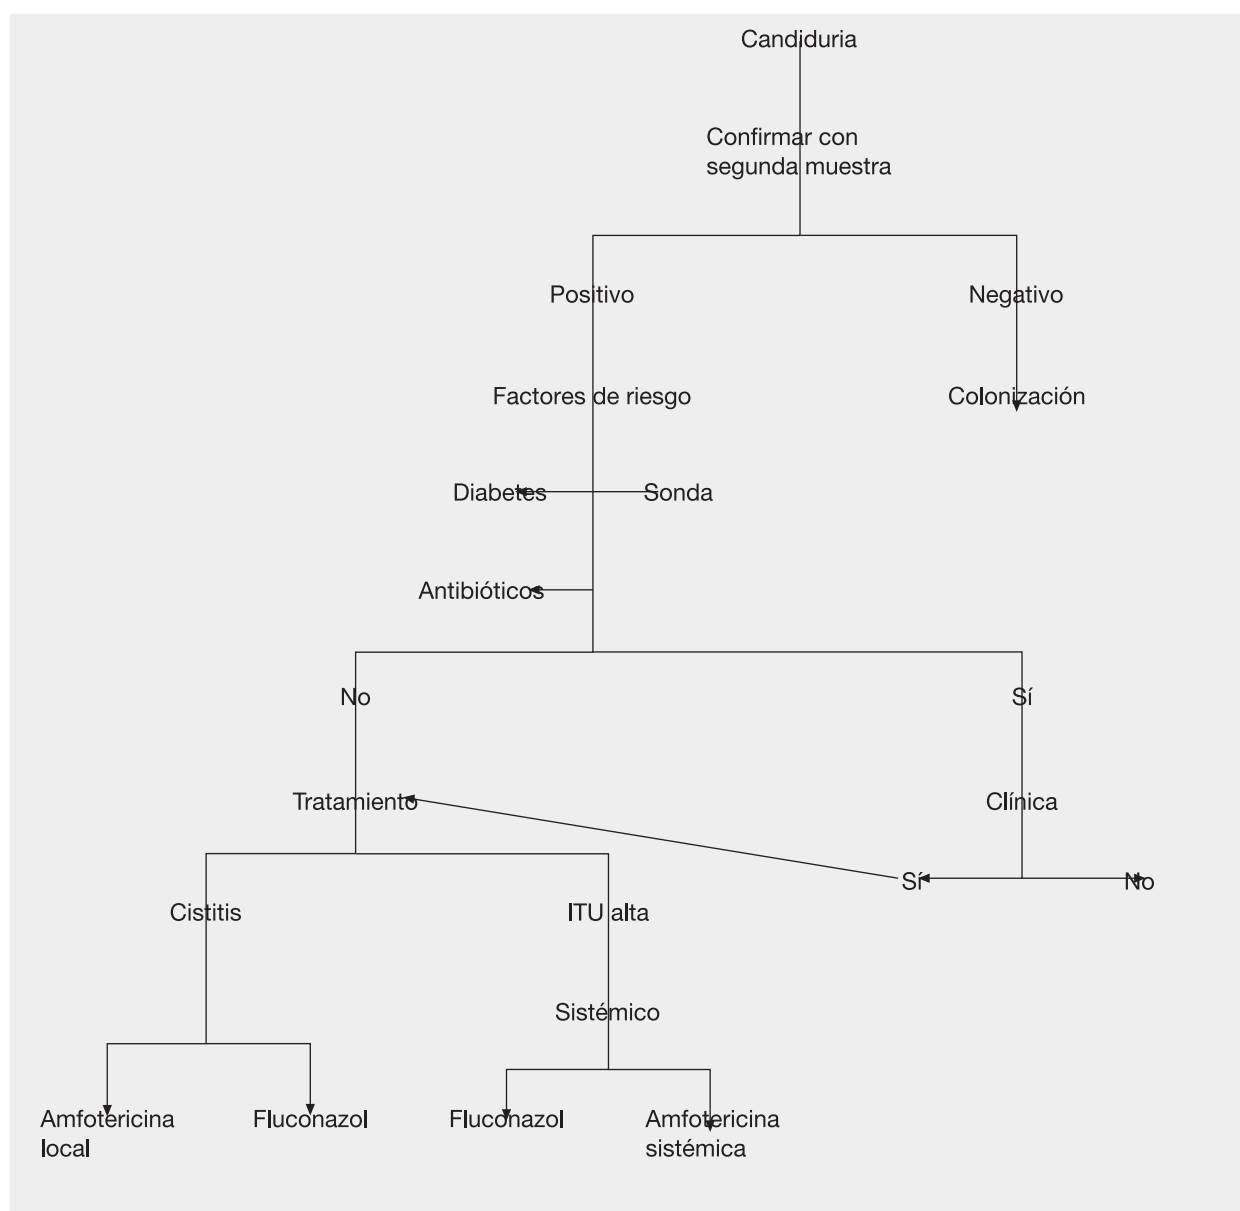 Candiduria
Confirmar con
segunda muestra
Positivo
Negativo
Factores de riesgo
Colonización
Diabetes
Sonda
Antibióticos
No
Sí
Tratamiento
Clínica
Sí
No
Cistitis
ITU alta
Sistémico
Amfotericina
local
Fluconazol
Fluconazol
Amfotericina
sistémica